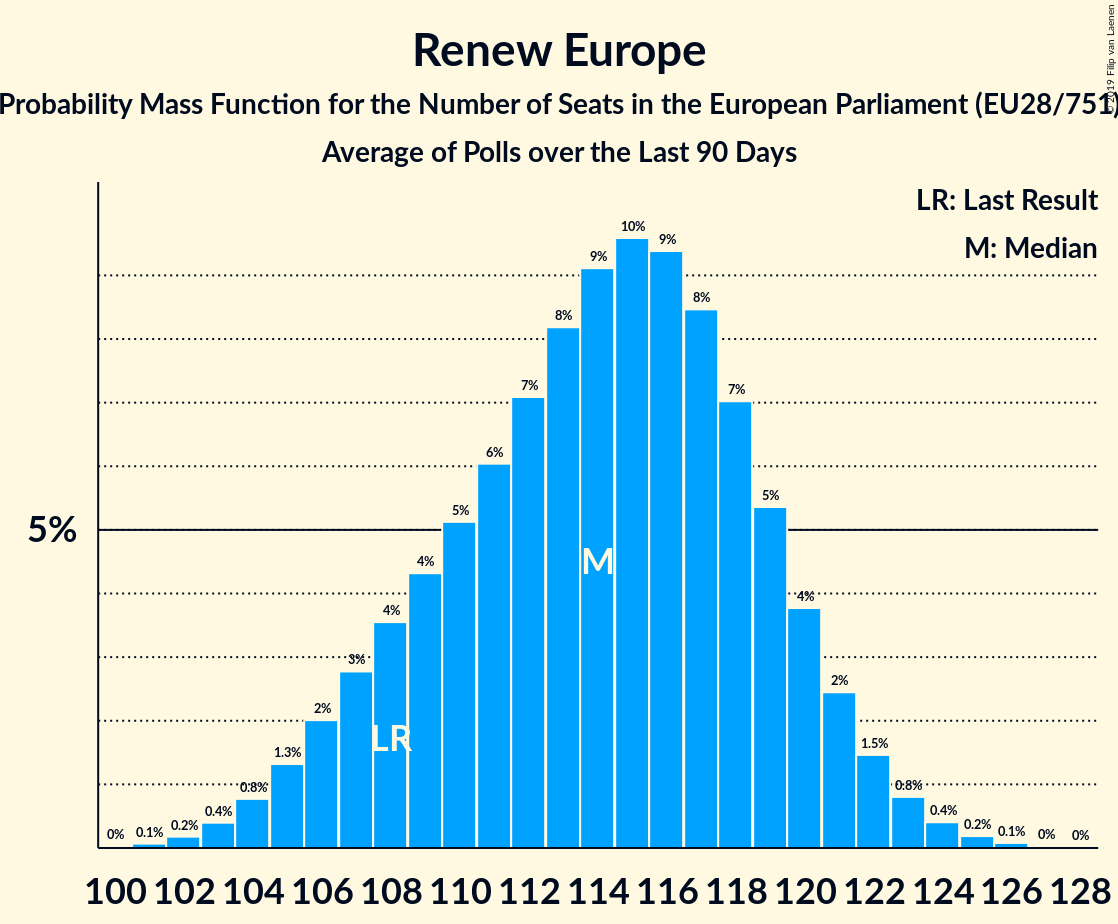 © 2019 Filip van Laenen
Renew Europe
Probability Mass Function for the Number of Seats in the European Parliament (EU28/751)
Average of Polls over the Last 90 Days
LR: Last Result
M: Median
5%
0% 0.1% 0.2% 0.4% 0.8% 1.3% 2% 3% 4% 4% 5% 6% 7% 8% 9% 10% 9% 8% 7% 5% 4% 2% 1.5% 0.8% 0.4% 0.2% 0.1% 0% 0%
M
LR
100 102 104 106 108 110 112 114 116 118 120 122 124 126 128